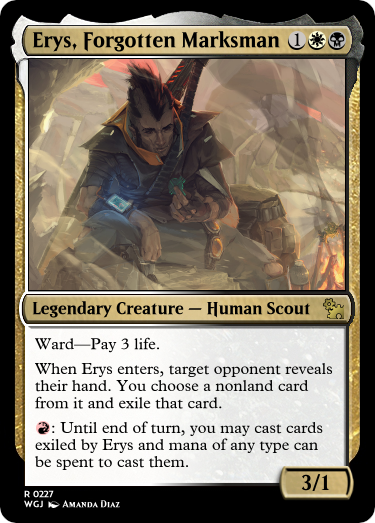 Erys, Forgotten Marksman 1
Legendary Creature — Human Scout
Ward—Pay 3 life.
When Erys enters, target opponent reveals
their hand. You choose a nonland card
from it and exile that card.
: Until end of turn, you may cast cards
exiled by Erys and mana of any type can
be spent to cast them.
3/1
R 0227
WGJ Amanda Diaz